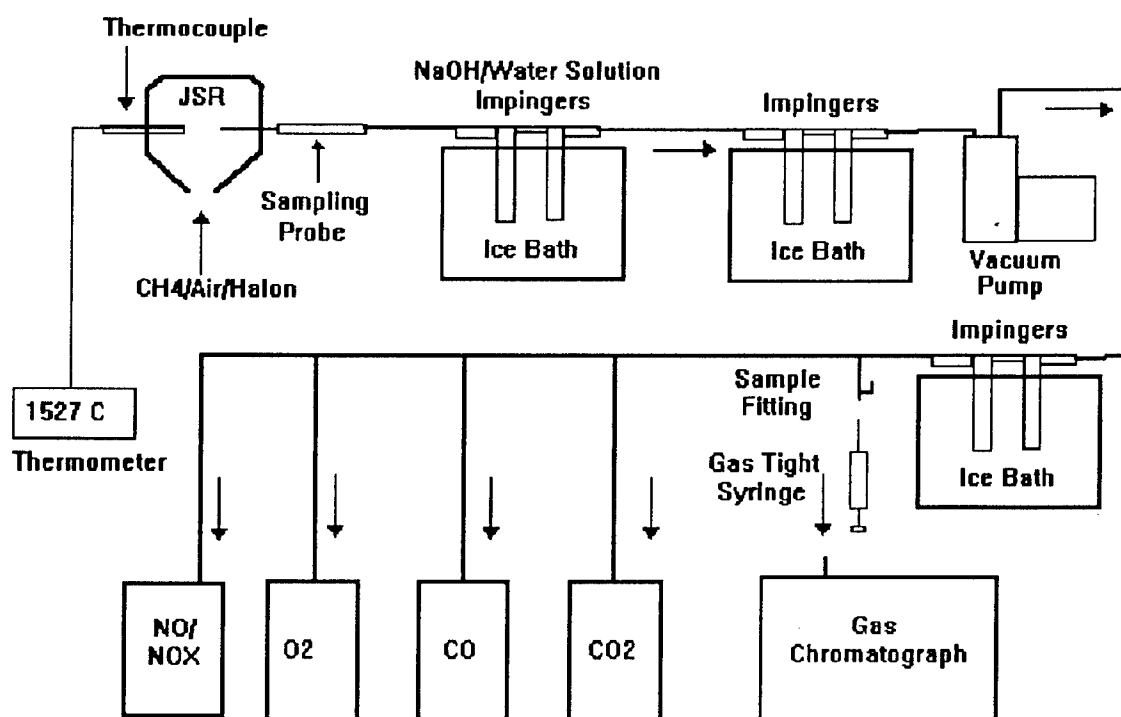 Thermocouple
JSR
NaOH/Water Solution
Impingers
Impingers
Sampling
Probe
Ice Bath
Ice Bath
Vacuum
Pump
CH4/Air/Halon
Impingers
1527 C
Thermometer
Sample
Fitting
Gas Tight
Syringe
Ice Bath
NO/
NOX
O2
CO
CO2
Gas
Chromatograph